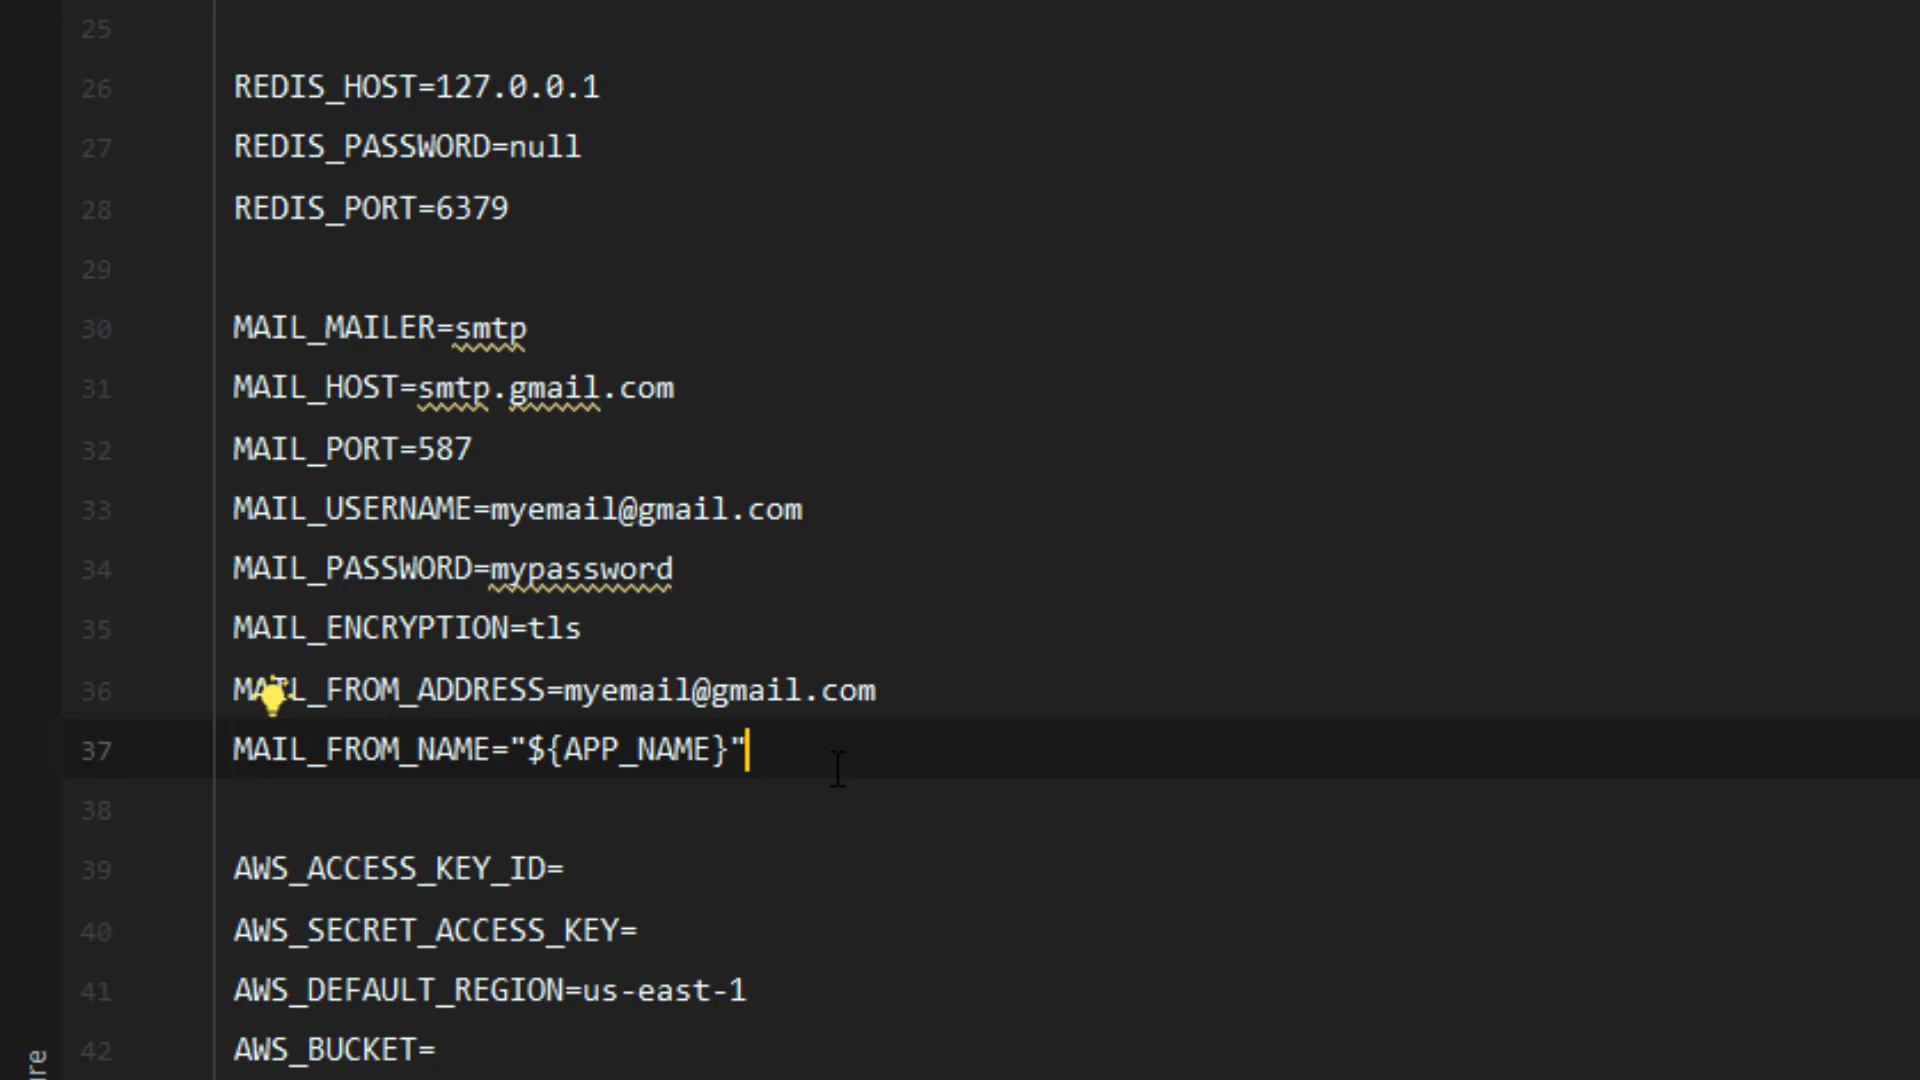 25
26 REDIS_HOST=127.0.0.1
27 REDIS_PASSWORD=null
28 REDIS_PORT=6379
29
30 MAIL_MAILER=smtp
31 MAIL_HOST=smtp.gmail.com
32 MAIL_PORT=587
33 MAIL_USERNAME=myemail@gmail.com
34 MAIL_PASSWORD=mypassword
35 MAIL_ENCRYPTION=tls
36 MAIL_FROM_ADDRESS=myemail@gmail.com
37 MAIL_FROM_NAME="${APP_NAME}"
38
39 AWS_ACCESS_KEY_ID=
40 AWS_SECRET_ACCESS_KEY=
41 AWS_DEFAULT_REGION=us-east-1
42 AWS_BUCKET=